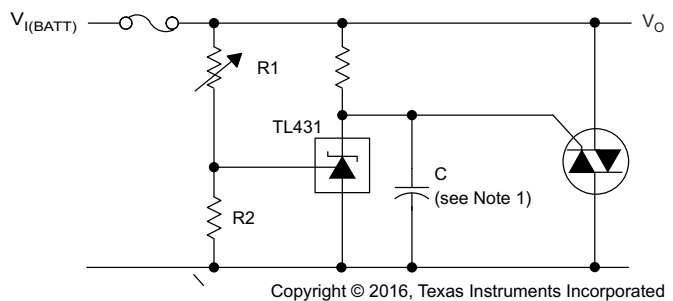 V_I(BATT)
V_O
R1
TL431
C
(see Note 1)
R2
Copyright © 2016, Texas Instruments Incorporated